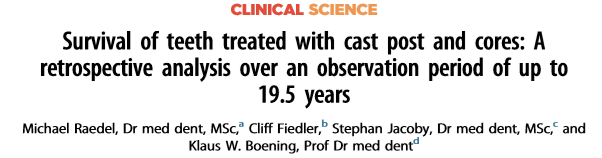 CLINICAL SCIENCE
Survival of teeth treated with cast post and cores: A
retrospective analysis over an observation period of up to
19.5 years
Michael Raedel, Dr med dent, MSc,a Cliff Fiedler,b Stephan Jacoby, Dr med dent, MSc,c and
Klaus W. Boening, Prof Dr med dentd